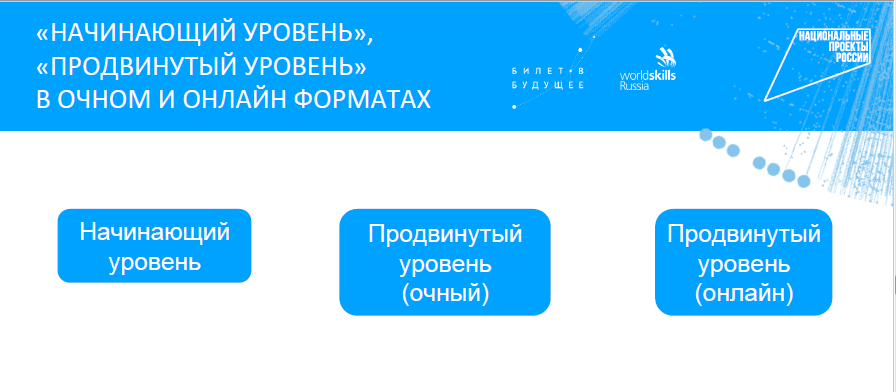 «НАЧИНАЮЩИЙ УРОВЕНЬ»,
«ПРОДВИНУТЫЙ УРОВЕНЬ»
В ОЧНОМ И ОНЛАЙН ФОРМАТАХ
БИЛЕТ В
БУДУЩЕЕ
worldskills
Russia
НАЦИОНАЛЬНЫЕ
ПРОЕКТЫ
РОССИИ
Начинающий
уровень
Продвинутый
уровень
(очный)
Продвинутый
уровень
(онлайн)